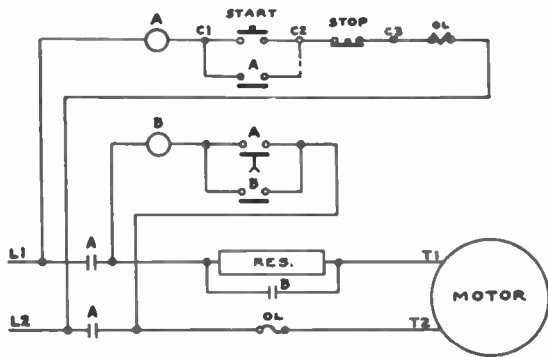 START
A C1 C2 STOP C3 OL
A
B A
B
L1 A RES. T1
B MOTOR
L2 A OL T2